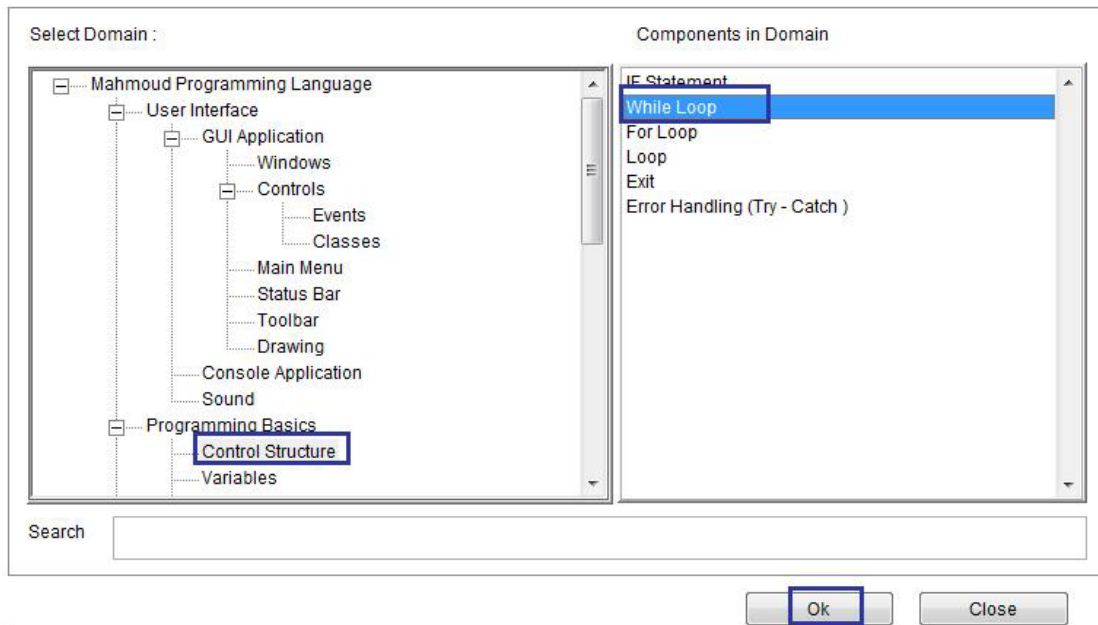 Select Domain :
Components in Domain
Mahmoud Programming Language
User Interface
GUI Application
Windows
Controls
Events
Classes
Main Menu
Status Bar
Toolbar
Drawing
Console Application
Sound
Programming Basics
Control Structure
Variables
IF Statement
While Loop
For Loop
Loop
Exit
Error Handling (Try - Catch )
Search
Ok
Close